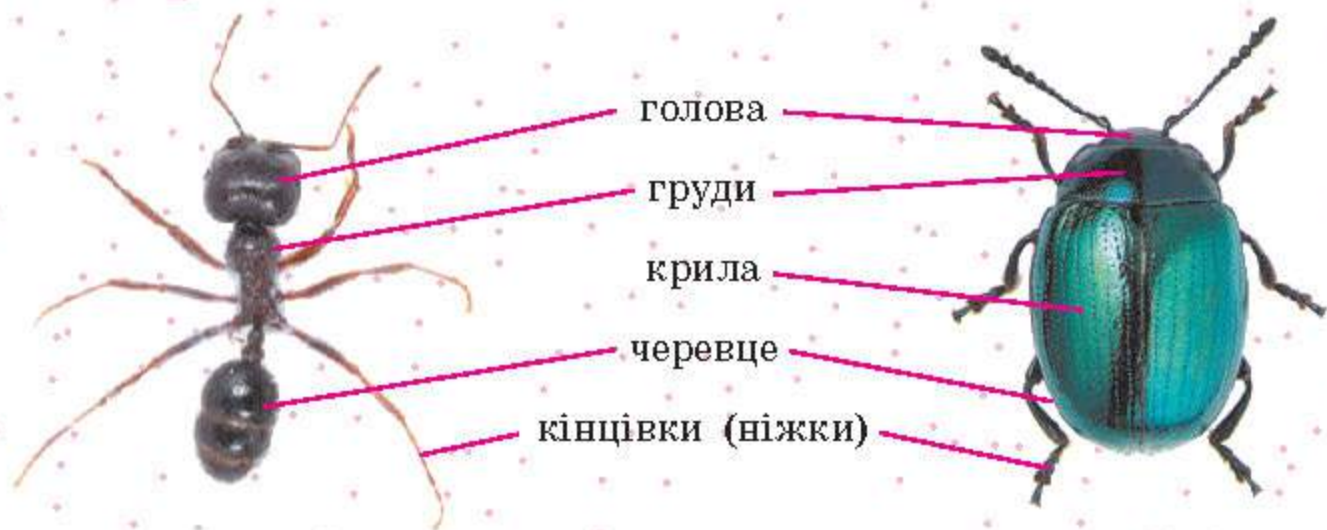 голова
груди
крила
черевце
кінцівки (ніжки)